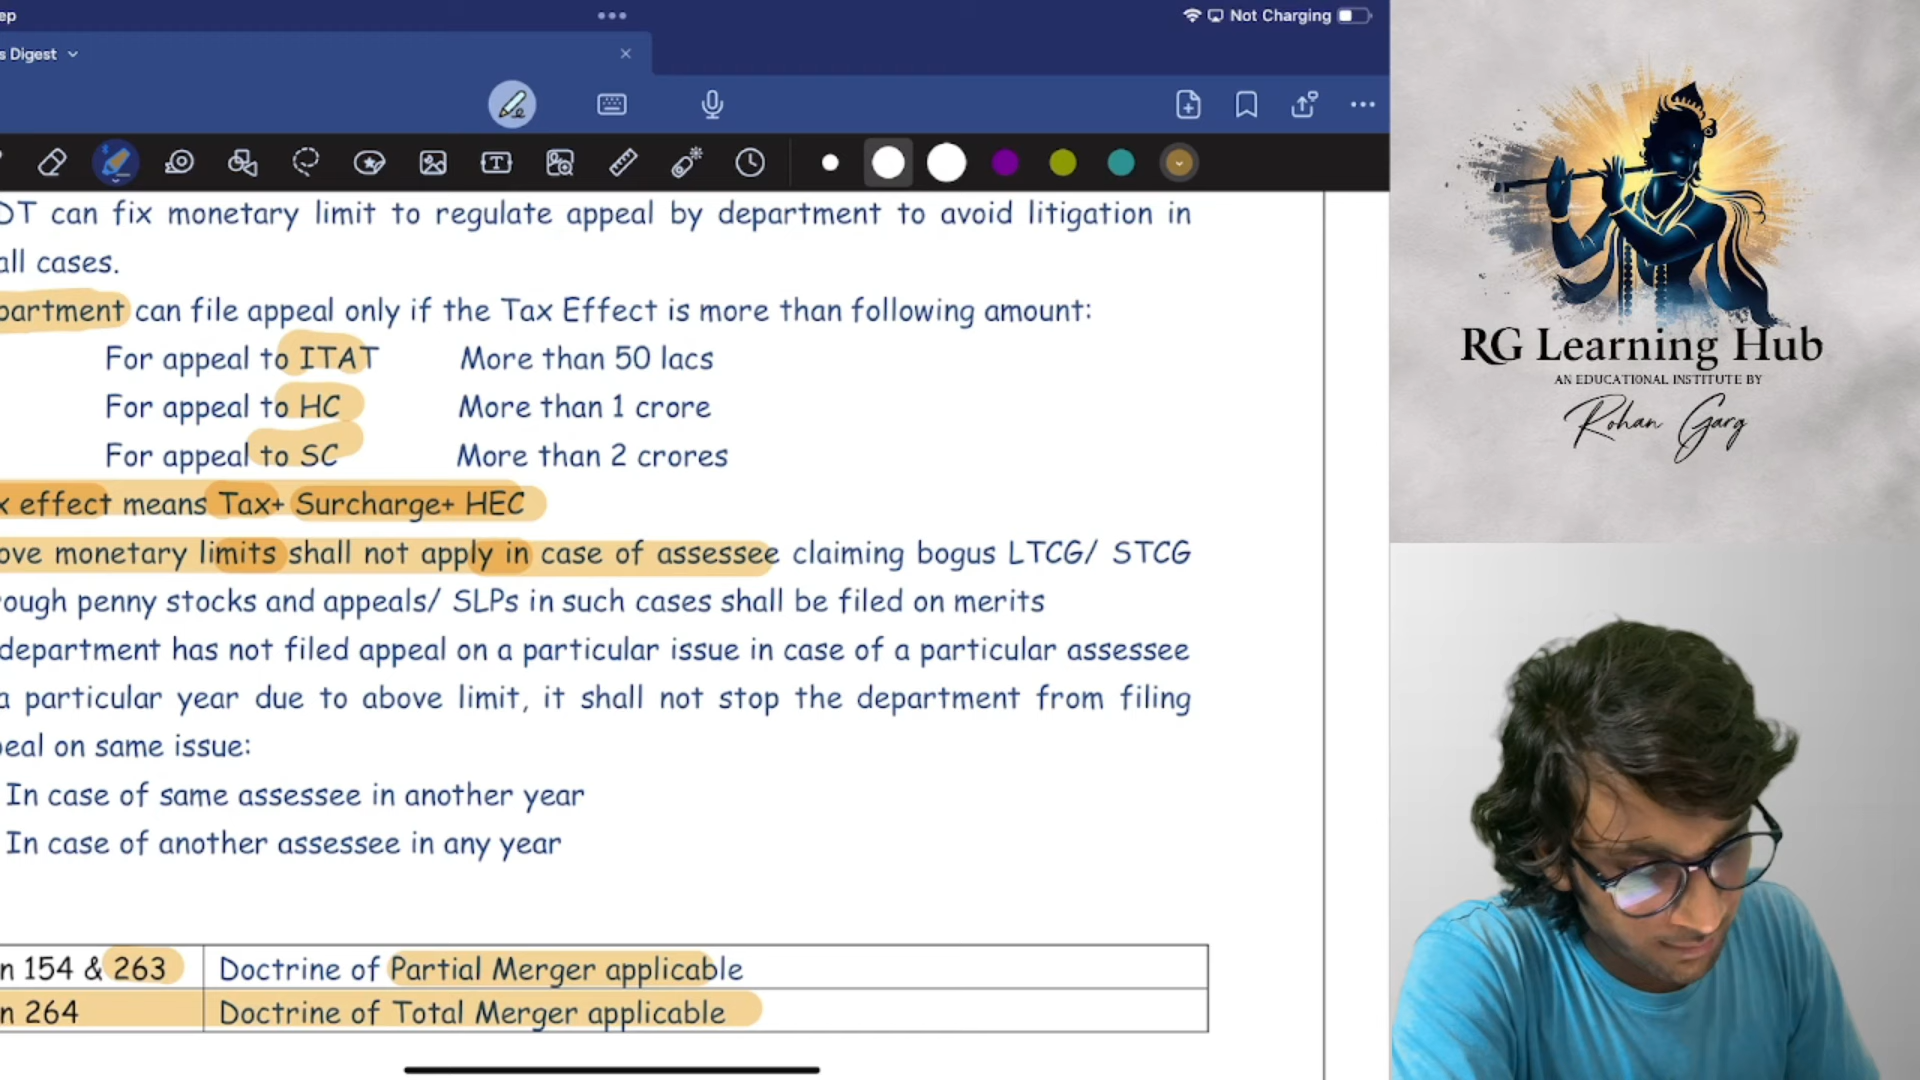 ep
Not Charging
s Digest
DT can fix monetary limit to regulate appeal by department to avoid litigation in
all cases.
partment can file appeal only if the Tax Effect is more than following amount:
For appeal to ITAT More than 50 lacs
For appeal to HC More than 1 crore
For appeal to SC More than 2 crores
x effect means Tax+ Surcharge+ HEC
ove monetary limits shall not apply in case of assessee claiming bogus LTCG/ STCG
rough penny stocks and appeals/ SLPs in such cases shall be filed on merits
department has not filed appeal on a particular issue in case of a particular assessee
a particular year due to above limit, it shall not stop the department from filing
peal on same issue:
In case of same assessee in another year
In case of another assessee in any year
n 154 & 263 Doctrine of Partial Merger applicable
n 264 Doctrine of Total Merger applicable
RG Learning Hub
AN EDUCATIONAL INSTITUTE BY
Rohan Garg